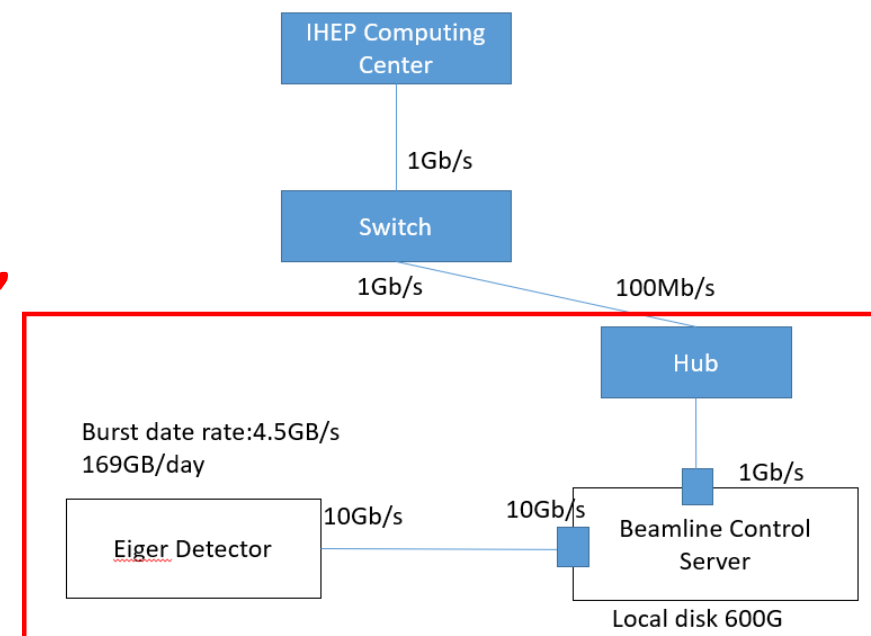 IHEP Computing
Center
1Gb/s
Switch
1Gb/s
100Mb/s
Hub
Burst date rate:4.5GB/s
169GB/day
1Gb/s
10Gb/s
10Gb/s
Eiger Detector
Beamline Control
Server
Local disk 600G